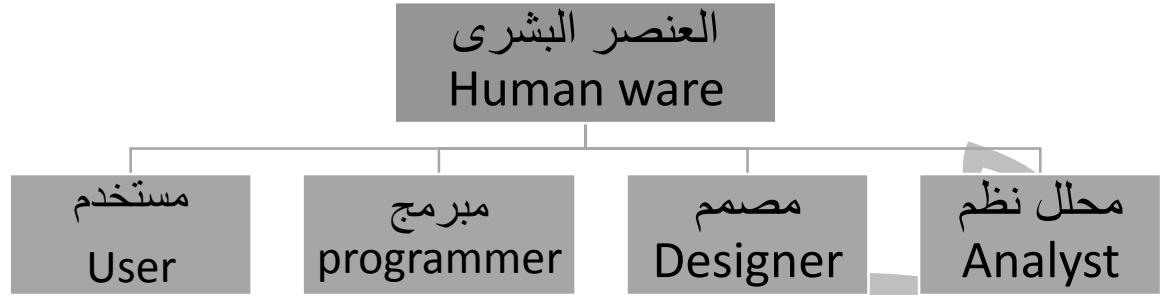 العنصر البشرى
Human ware
محلل نظم
Analyst
مصمم
Designer
مبرمج
programmer
مستخدم
User